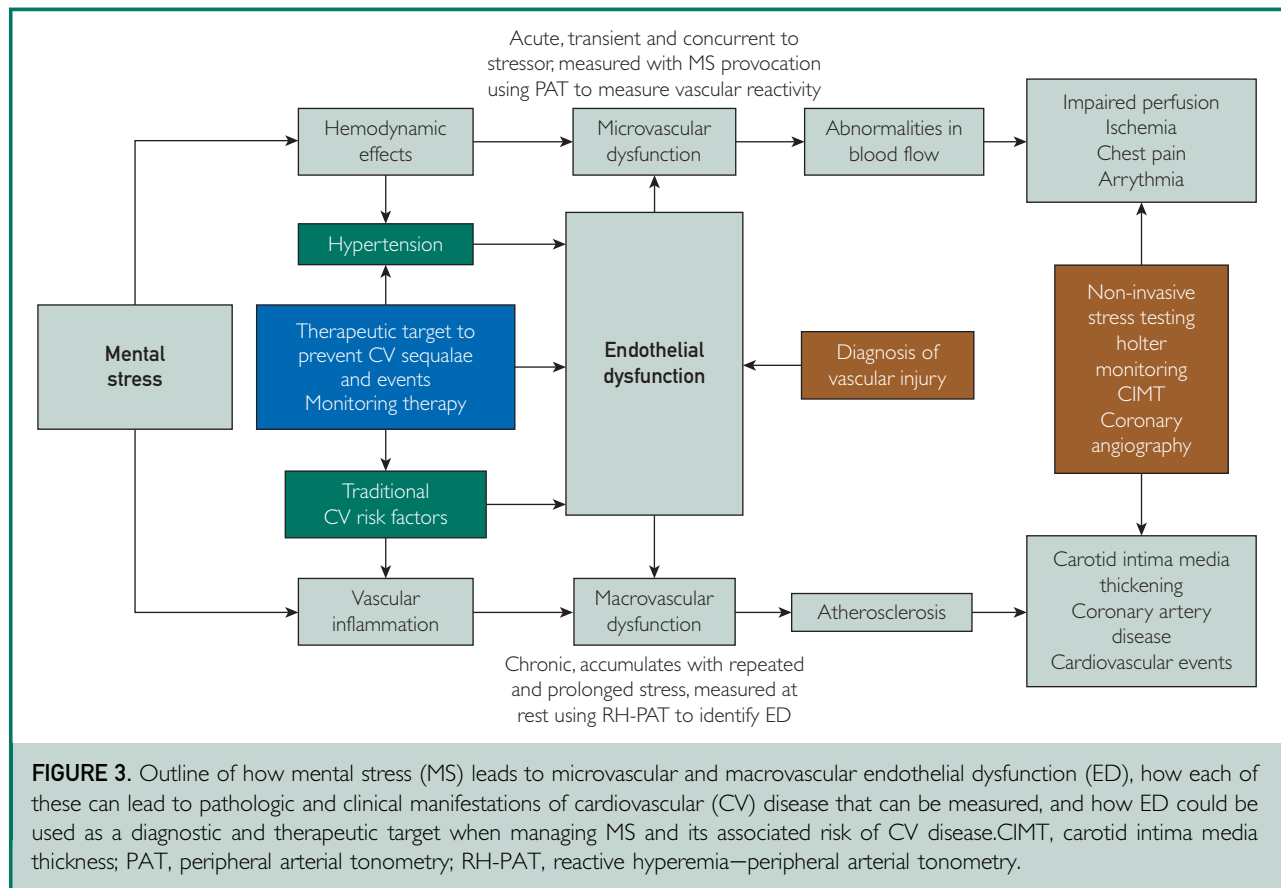 Acute, transient and concurrent to
stressor, measured with MS provocation
using PAT to measure vascular reactivity
Hemodynamic
effects
Microvascular
dysfunction
Abnormalities in
blood flow
Impaired perfusion
Ischemia
Chest pain
Arrythmia
Hypertension
Mental
stress
Therapeutic target to
prevent CV sequalae
and events
Monitoring therapy
Endothelial
dysfunction
Diagnosis of
vascular injury
Non-invasive
stress testing
holter
monitoring
CIMT
Coronary
angiography
Traditional
CV risk factors
Vascular
inflammation
Macrovascular
dysfunction
Atherosclerosis
Carotid intima media
thickening
Coronary artery
disease
Cardiovascular events
Chronic, accumulates with repeated
and prolonged stress, measured at
rest using RH-PAT to identify ED
FIGURE 3. Outline of how mental stress (MS) leads to microvascular and macrovascular endothelial dysfunction (ED), how each of
these can lead to pathologic and clinical manifestations of cardiovascular (CV) disease that can be measured, and how ED could be
used as a diagnostic and therapeutic target when managing MS and its associated risk of CV disease.CIMT, carotid intima media
thickness; PAT, peripheral arterial tonometry; RH-PAT, reactive hyperemia—peripheral arterial tonometry.